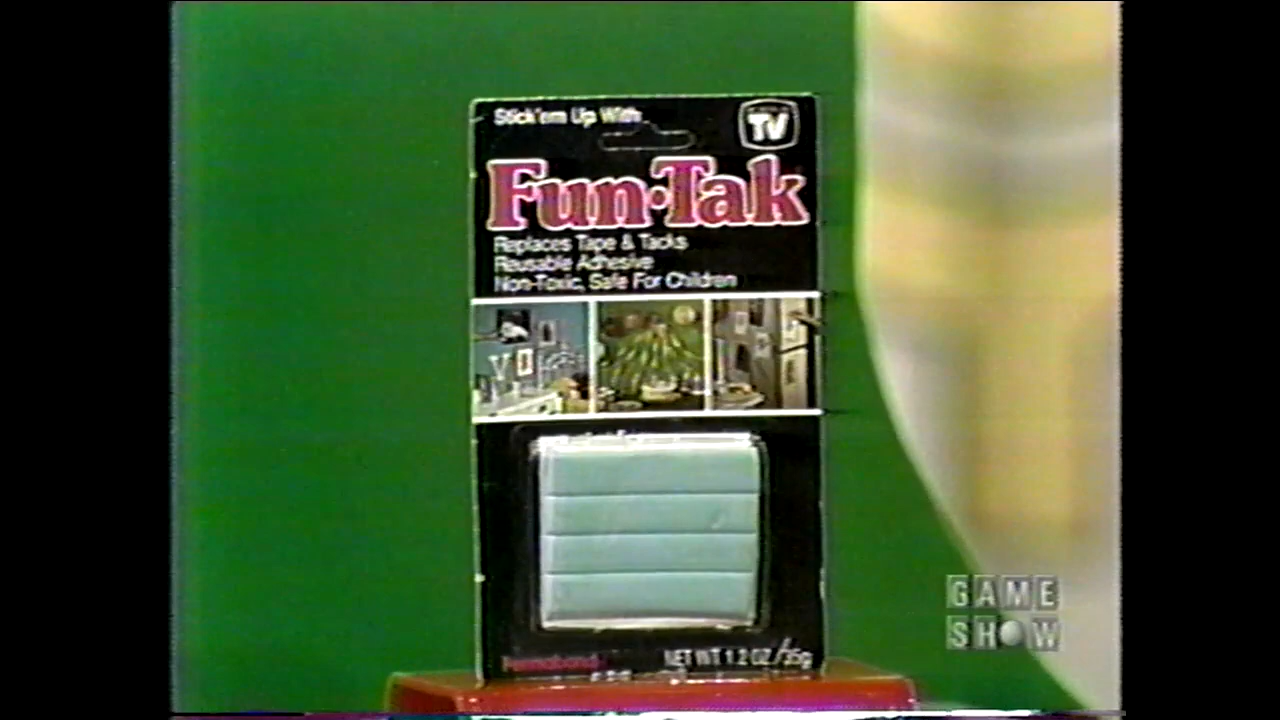 Stick'em Up With
TV
Fun·Tak
Replaces Tape & Tacks
Reusable Adhesive
Non-Toxic, Safe For Children
NET WT 1.2 OZ/35g
GAME
SHOW